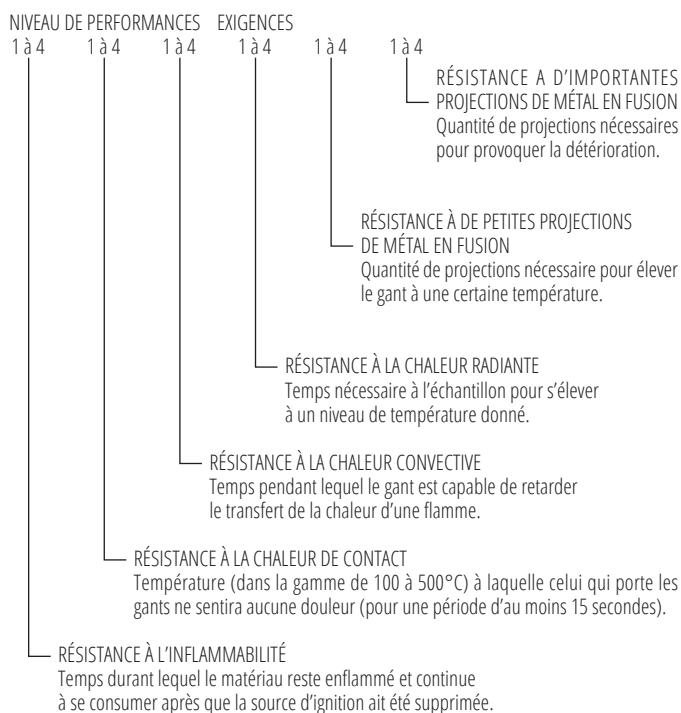 NIVEAU DE PERFORMANCES EXIGENCES
1 à 4 1 à 4 1 à 4 1 à 4 1 à 4 1 à 4
RÉSISTANCE A D'IMPORTANTES
PROJECTIONS DE MÉTAL EN FUSION
Quantité de projections nécessaires
pour provoquer la détérioration.
RÉSISTANCE À DE PETITES PROJECTIONS
DE MÉTAL EN FUSION
Quantité de projections nécessaire pour élever
le gant à une certaine température.
RÉSISTANCE À LA CHALEUR RADIANTE
Temps nécessaire à l'échantillon pour s'élever
à un niveau de température donné.
RÉSISTANCE À LA CHALEUR CONVECTIVE
Temps pendant lequel le gant est capable de retarder
le transfert de la chaleur d'une flamme.
RÉSISTANCE À LA CHALEUR DE CONTACT
Température (dans la gamme de 100 à 500°C) à laquelle celui qui porte les
gants ne sentira aucune douleur (pour une période d'au moins 15 secondes).
RÉSISTANCE À L'INFLAMMABILITÉ
Temps durant lequel le matériau reste enflammé et continue
à se consumer après que la source d'ignition ait été supprimée.